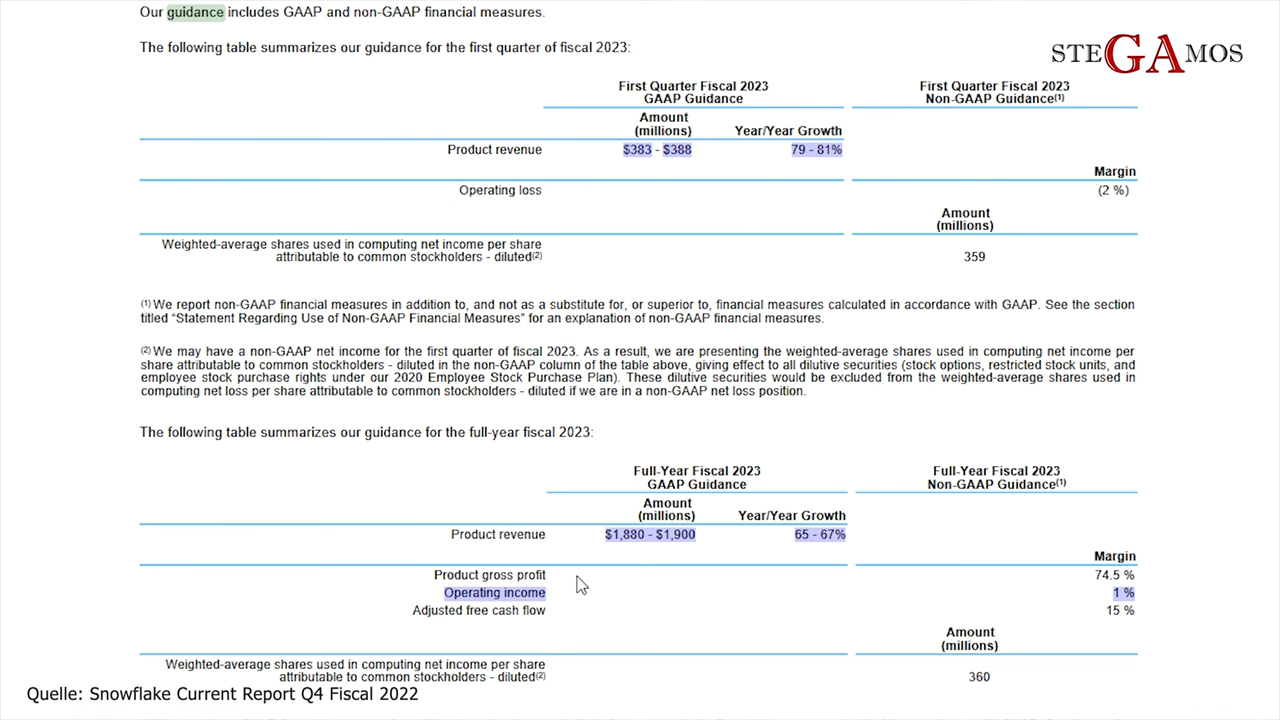 Our guidance includes GAAP and non-GAAP financial measures.
STEGAMOS
The following table summarizes our guidance for the first quarter of fiscal 2023:
First Quarter Fiscal 2023
GAAP Guidance
First Quarter Fiscal 2023
Non-GAAP Guidance(1)
Amount
(millions)
Year/Year Growth
Product revenue
$383 - $388
79 - 81%
Margin
Operating loss
(2 %)
Amount
(millions)
Weighted-average shares used in computing net income per share
attributable to common stockholders - diluted(2)
359
(1) We report non-GAAP financial measures in addition to, and not as a substitute for, or superior to, financial measures calculated in accordance with GAAP. See the section
titled “Statement Regarding Use of Non-GAAP Financial Measures” for an explanation of non-GAAP financial measures.
(2) We may have a non-GAAP net income for the first quarter of fiscal 2023. As a result, we are presenting the weighted-average shares used in computing net income per
share attributable to common stockholders - diluted in the non-GAAP column of the table above, giving effect to all dilutive securities (stock options, restricted stock units, and
employee stock purchase rights under our 2020 Employee Stock Purchase Plan). These dilutive securities would be excluded from the weighted-average shares used in
computing net loss per share attributable to common stockholders - diluted if we are in a non-GAAP net loss position.
The following table summarizes our guidance for the full-year fiscal 2023:
Full-Year Fiscal 2023
GAAP Guidance
Full-Year Fiscal 2023
Non-GAAP Guidance(1)
Amount
(millions)
Year/Year Growth
Product revenue
$1,880 - $1,900
65 - 67%
Margin
Product gross profit
74.5 %
Operating income
1 %
Adjusted free cash flow
15 %
Amount
(millions)
Weighted-average shares used in computing net income per share
attributable to common stockholders - diluted(2)
360
Quelle: Snowflake Current Report Q4 Fiscal 2022